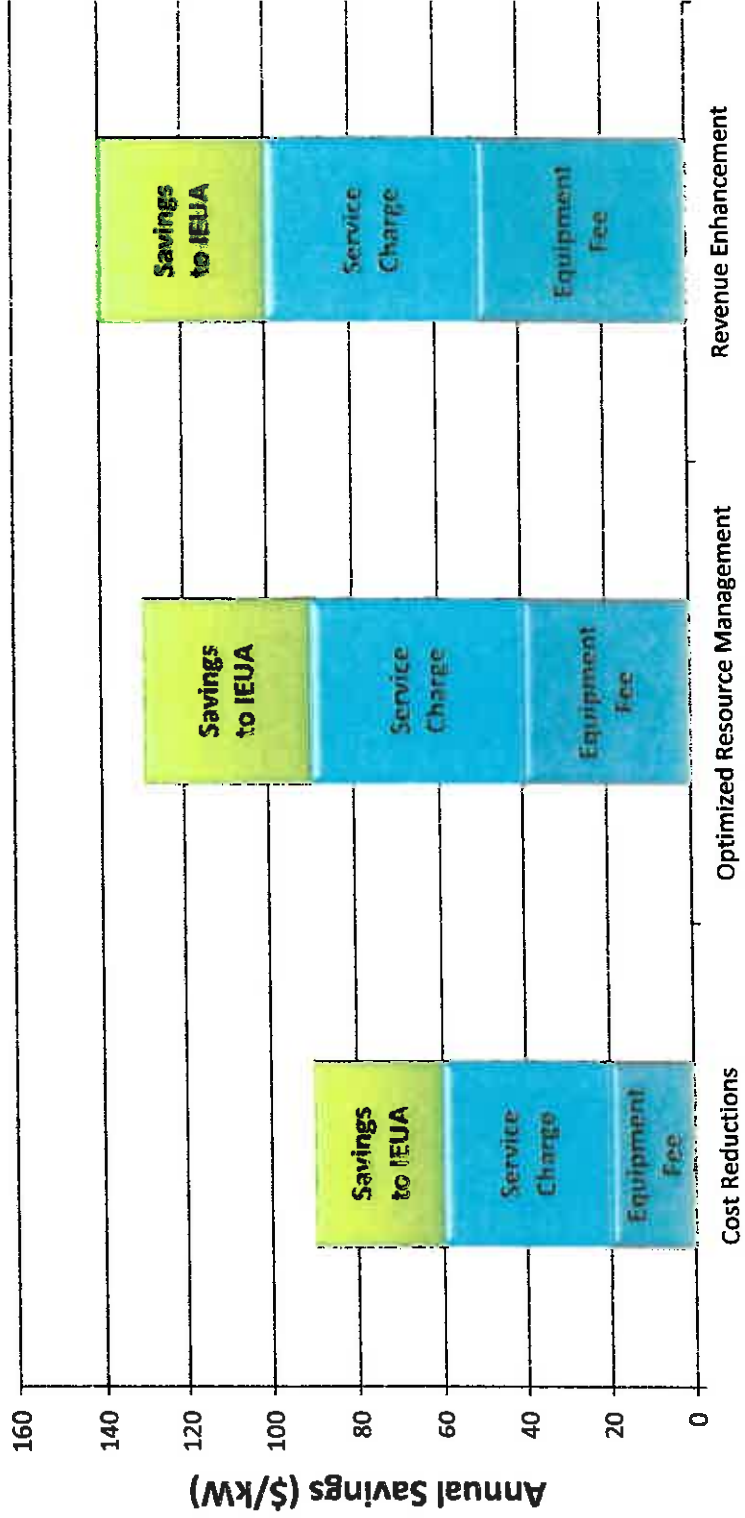 Annual Savings ($/kW)
160
140
120
100
80
60
40
20
0
Savings
to IEUA
Service
Charge
Equipment
Fee
Cost Reductions
Savings
to IEUA
Service
Charge
Equipment
Fee
Optimized Resource Management
Savings
to IEUA
Service
Charge
Equipment
Fee
Revenue Enhancement